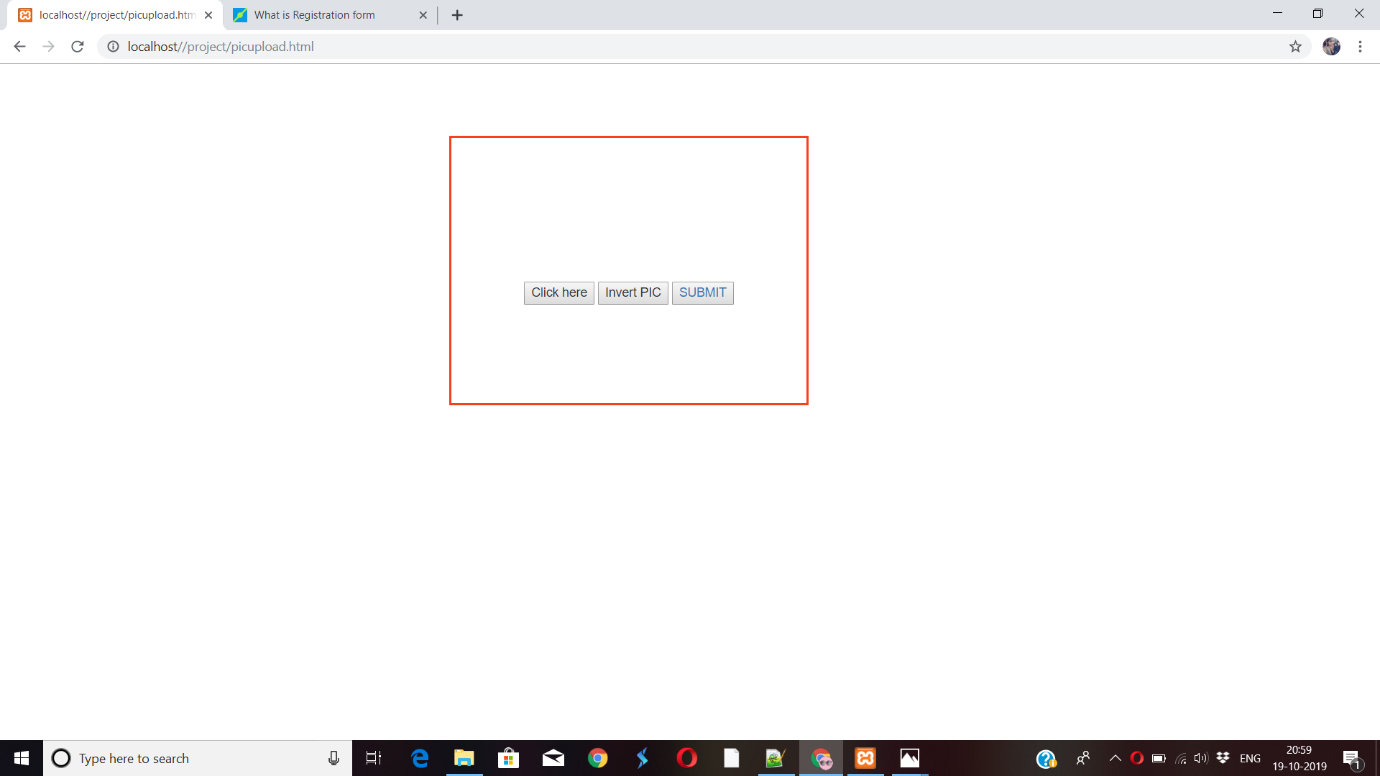 localhost//project/picupload.htm
What is Registration form
localhost//project/picupload.html
Click here Invert PIC SUBMIT
Type here to search
ENG
20:59
19-10-2019
1